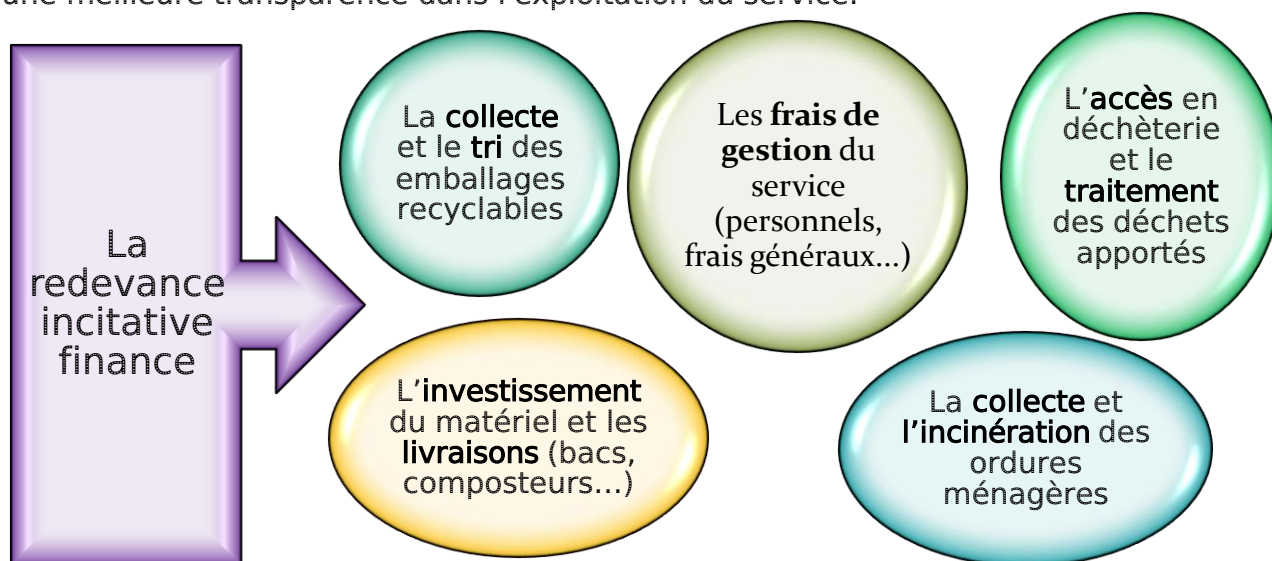 une meilleure transparence dans l'exploitation du service.
La
redevance
incitative
finance
La collecte
et le tri des
emballages
recyclables
Les frais de
gestion du
service
(personnels,
frais généraux...)
L'accès en
déchèterie
et le
traitement
des déchets
apportés
L'investissement
du matériel et les
livraisons (bacs,
composteurs...)
La collecte et
l'incinération des
ordures
ménagères